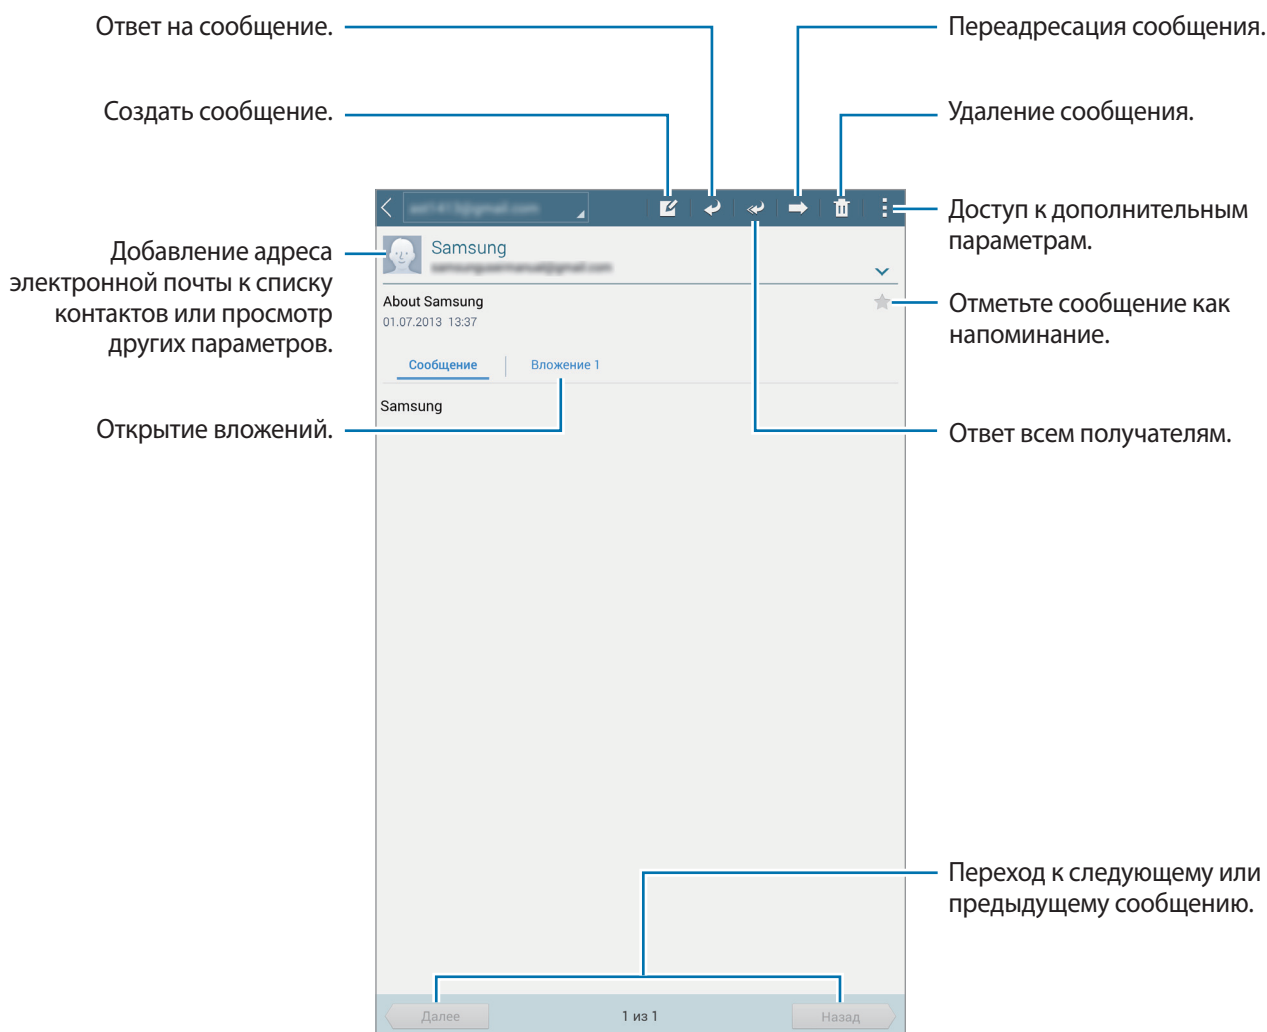 Ответ на сообщение.
Переадресация сообщения.
Создать сообщение.
Удаление сообщения.
Добавление адреса
электронной почты к списку
контактов или просмотр
других параметров.
Samsung
Доступ к дополнительным
параметрам.
About Samsung
01.07.2013 13:37
Отметьте сообщение как
напоминание.
Сообщение
Вложение 1
Samsung
Открытие вложений.
Ответ всем получателям.
Переход к следующему или
предыдущему сообщению.
Далее
1 из 1
Назад